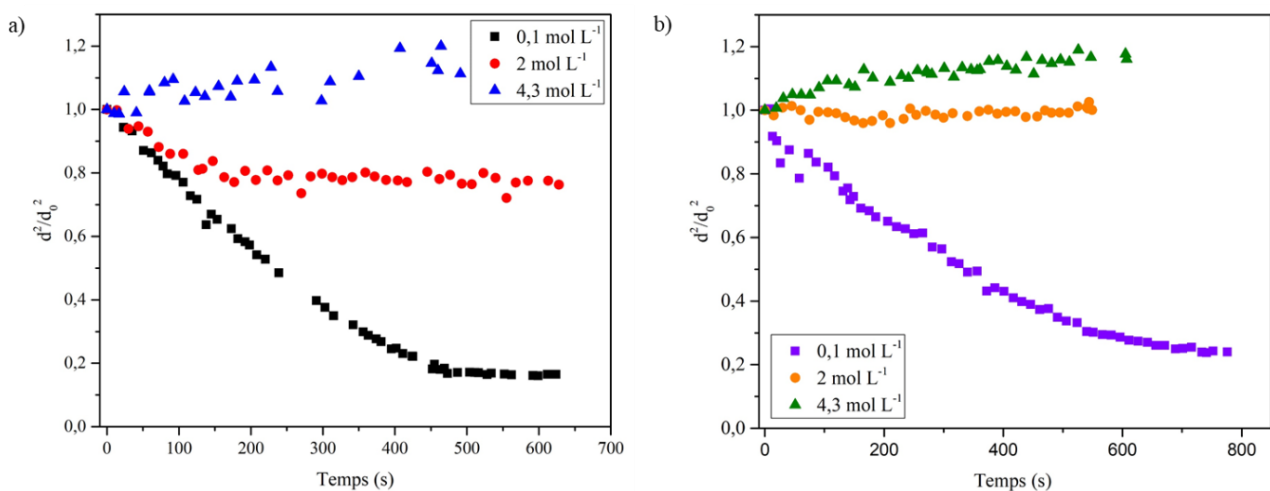 a)
1,2
1,0
0,8
0,6
0,4
0,2
0,0
d²/d₀²
0,1 mol L⁻¹
2 mol L⁻¹
4,3 mol L⁻¹
0 100 200 300 400 500 600 700
Temps (s)
b)
1,2
1,0
0,8
0,6
0,4
0,2
0,0
d²/d₀²
0,1 mol L⁻¹
2 mol L⁻¹
4,3 mol L⁻¹
0 200 400 600 800
Temps (s)